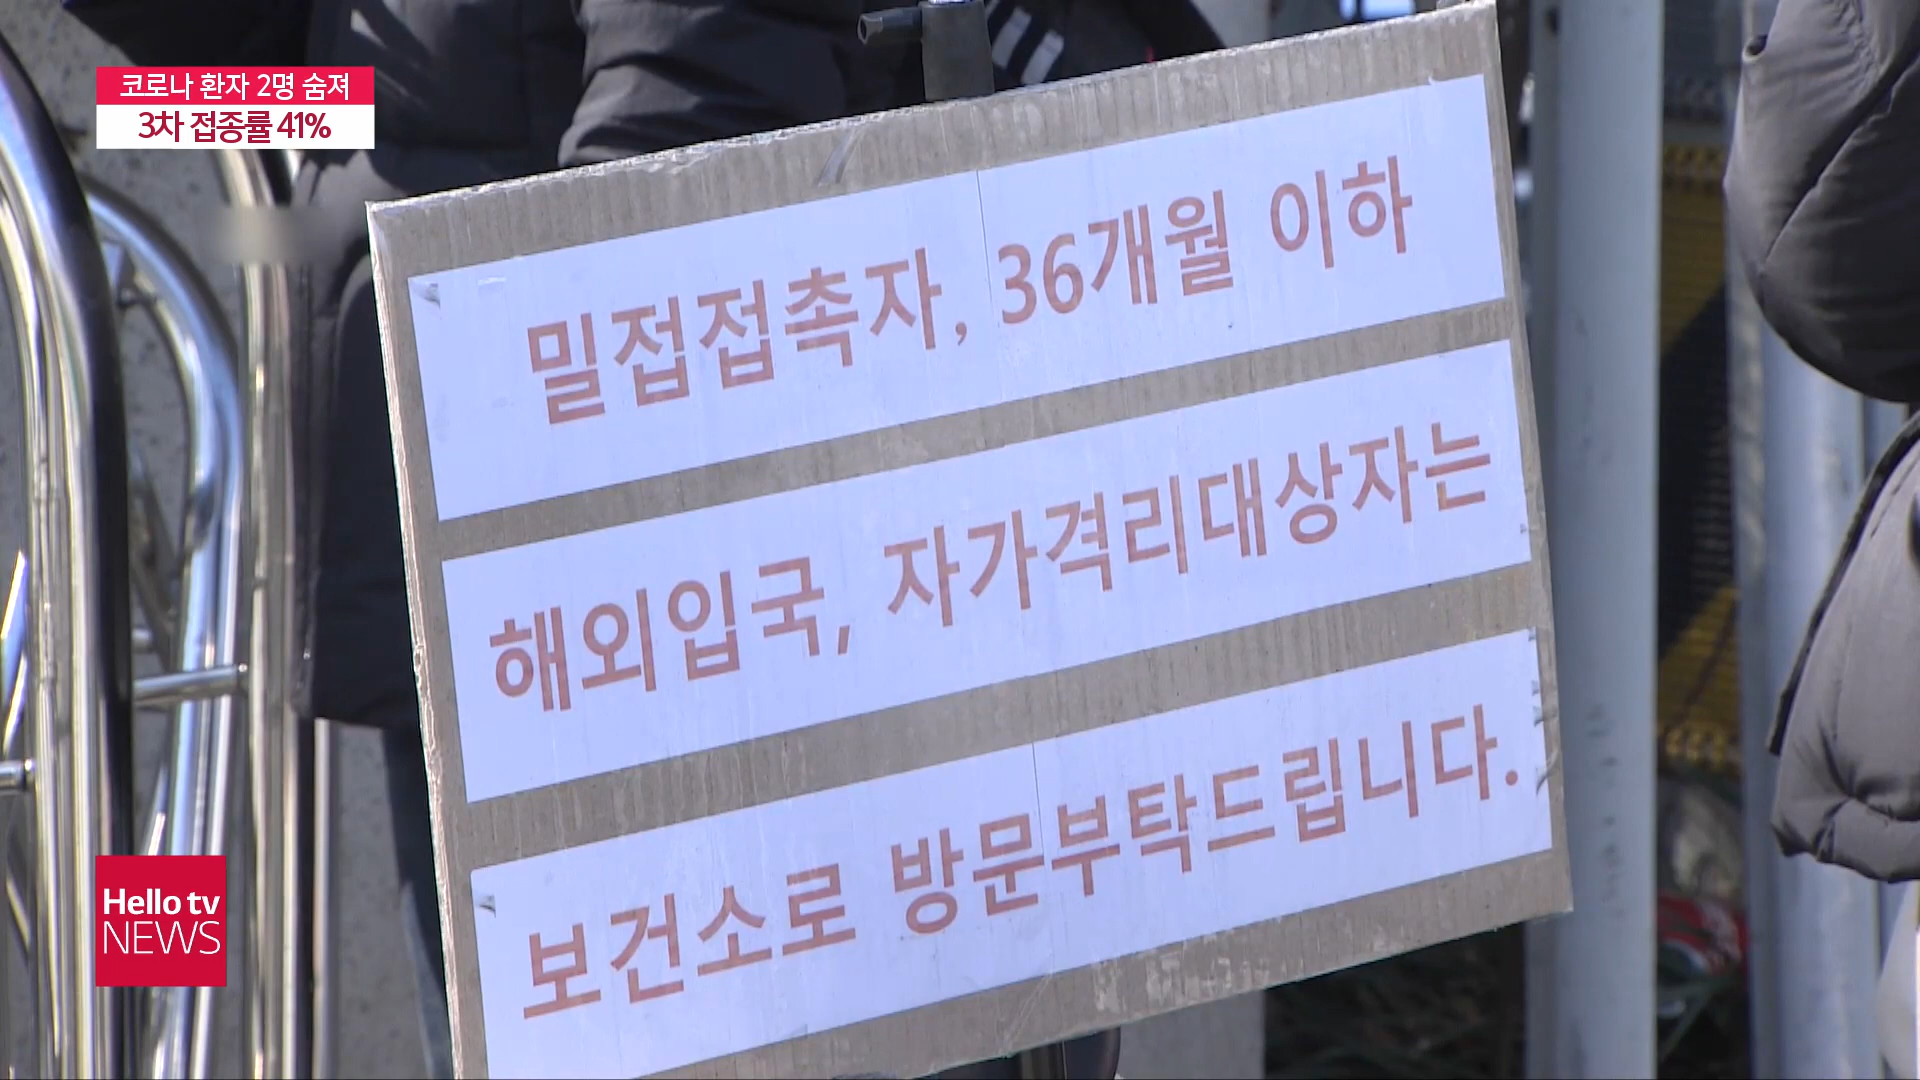 코로나 환자 2명 숨져
3차 접종률 41%
밀접접촉자, 36개월 이하
해외입국, 자가격리대상자는
보건소로 방문부탁드립니다.
Hello tv
NEWS